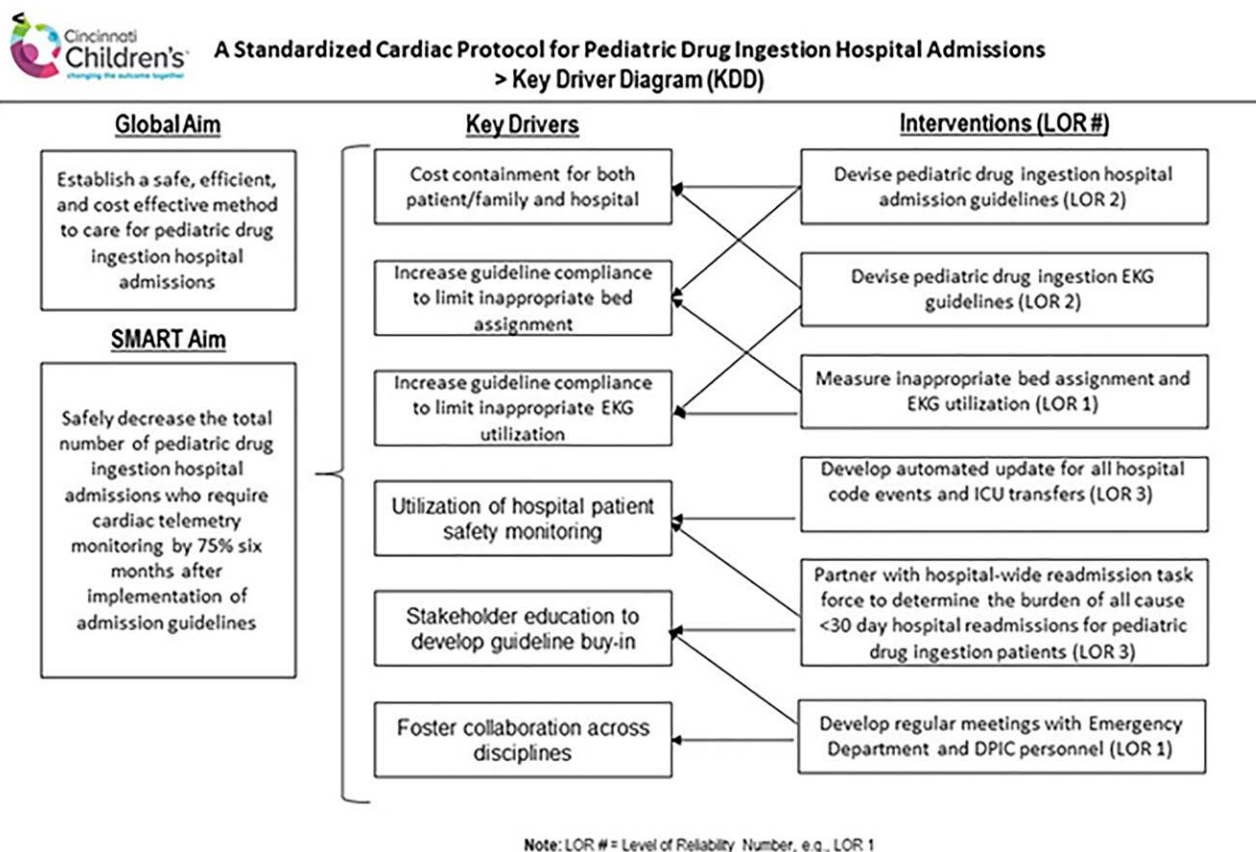 Cincinnati
Children's
changing the outcome together
A Standardized Cardiac Protocol for Pediatric Drug Ingestion Hospital Admissions
> Key Driver Diagram (KDD)
Global Aim
Establish a safe, efficient,
and cost effective method
to care for pediatric drug
ingestion hospital
admissions
SMART Aim
Safely decrease the total
number of pediatric drug
ingestion hospital
admissions who require
cardiac telemetry
monitoring by 75% six
months after
implementation of
admission guidelines
Key Drivers
Cost containment for both
patient/family and hospital
Increase guideline compliance
to limit inappropriate bed
assignment
Increase guideline compliance
to limit inappropriate EKG
utilization
Utilization of hospital patient
safety monitoring
Stakeholder education to
develop guideline buy-in
Foster collaboration across
disciplines
Interventions (LOR #)
Devise pediatric drug ingestion hospital
admission guidelines (LOR 2)
Devise pediatric drug ingestion EKG
guidelines (LOR 2)
Measure inappropriate bed assignment and
EKG utilization (LOR 1)
Develop automated update for all hospital
code events and ICU transfers (LOR 3)
Partner with hospital-wide readmission task
force to determine the burden of all cause
<30 day hospital readmissions for pediatric
drug ingestion patients (LOR 3)
Develop regular meetings with Emergency
Department and DPIC personnel (LOR 1)
Note: LOR # = Level of Reliability Number, e.g., LOR 1